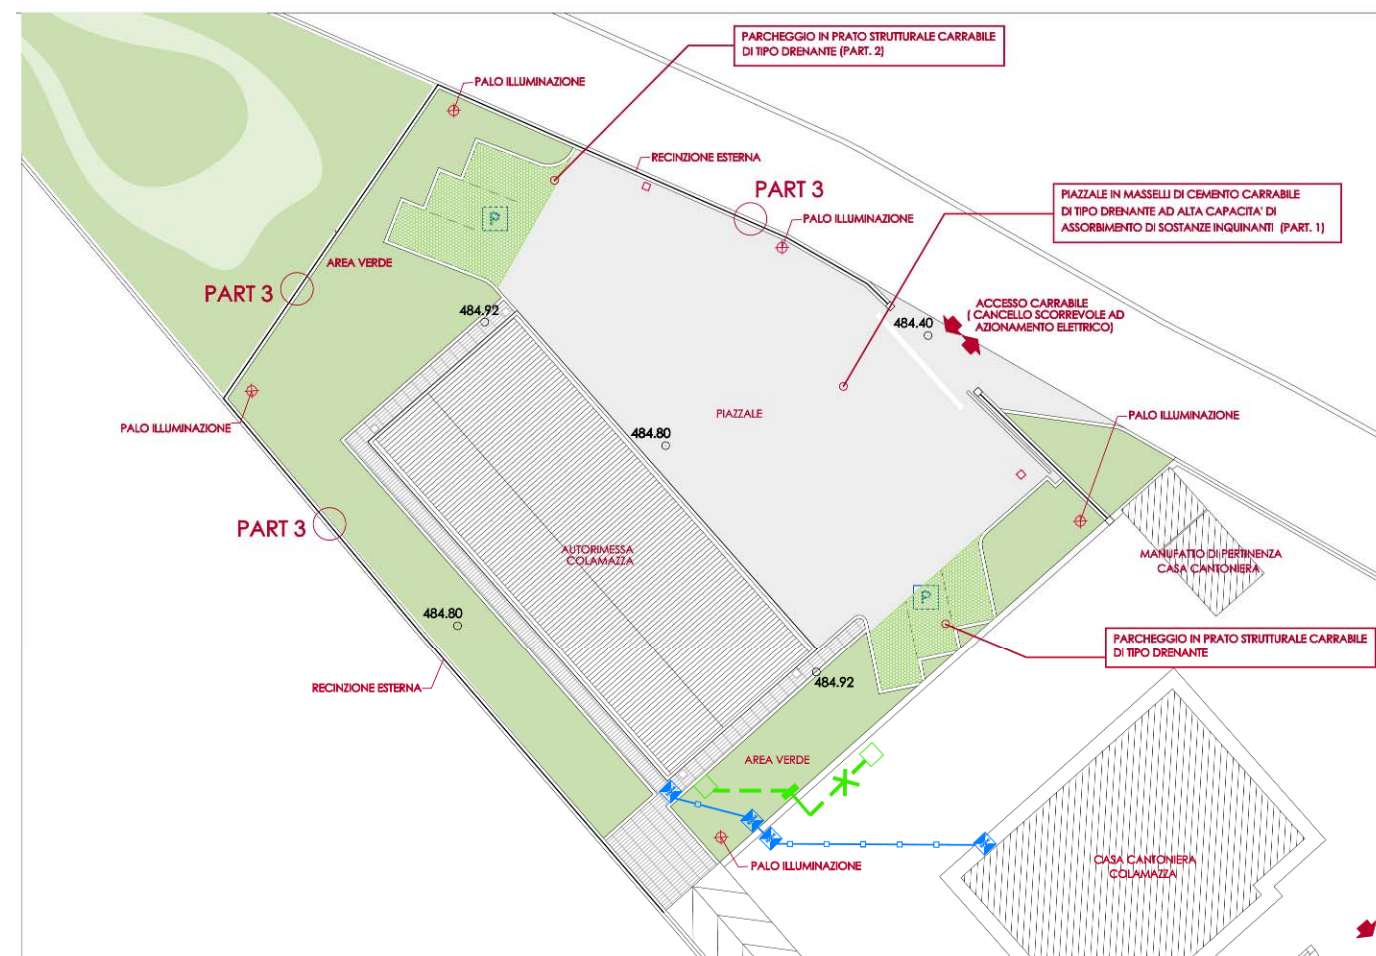 PARCHEGGIO IN PRATO STRUTTURALE CARRABILE
DI TIPO DRENANTE (PART. 2)
PALO ILLUMINAZIONE
RECINZIONE ESTERNA
PART 3
PALO ILLUMINAZIONE
PIAZZALE IN MASSELLI DI CEMENTO CARRABILE
DI TIPO DRENANTE AD ALTA CAPACITA' DI
ASSORBIMENTO DI SOSTANZE INQUINANTI (PART. 1)
P
AREA VERDE
PART 3
484.92
484.40
ACCESSO CARRABILE
( CANCELLO SCORREVOLE AD
AZIONAMENTO ELETTRICO)
PALO ILLUMINAZIONE
PIAZZALE
PALO ILLUMINAZIONE
484.80
PART 3
AUTORIMESSA
COLAMAZZA
MANUFATTO DI PERTINENZA
CASA CANTONIERA
P
484.80
PARCHEGGIO IN PRATO STRUTTURALE CARRABILE
DI TIPO DRENANTE
RECINZIONE ESTERNA
484.92
AREA VERDE
PALO ILLUMINAZIONE
CASA CANTONIERA
COLAMAZZA